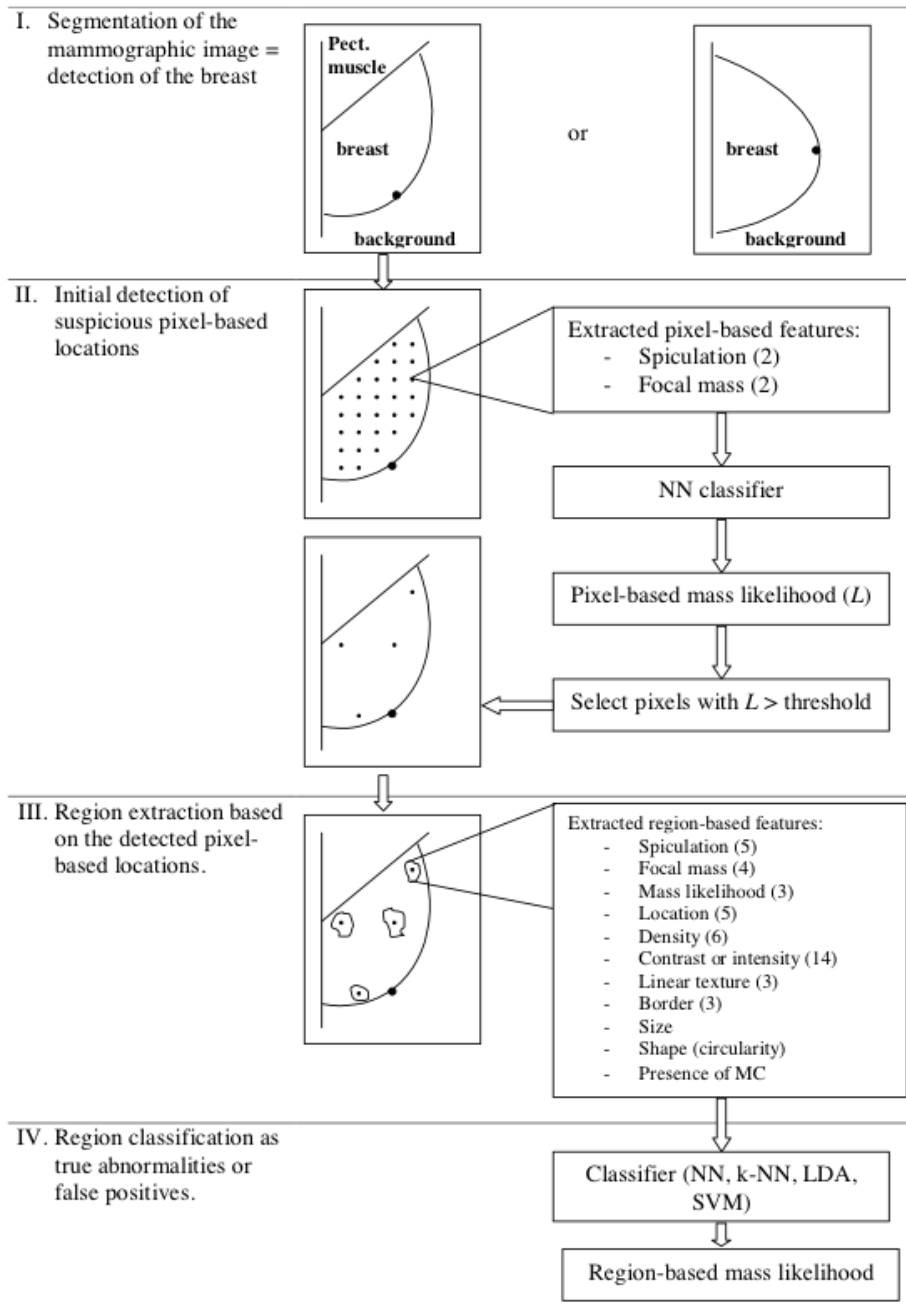 I. Segmentation of the
mammographic image =
detection of the breast
Pect.
muscle
breast
background
or
breast
background
II. Initial detection of
suspicious pixel-based
locations
Extracted pixel-based features:
- Spiculation (2)
- Focal mass (2)
NN classifier
Pixel-based mass likelihood (L)
Select pixels with L > threshold
III. Region extraction based
on the detected pixel-
based locations.
Extracted region-based features:
- Spiculation (5)
- Focal mass (4)
- Mass likelihood (3)
- Location (5)
- Density (6)
- Contrast or intensity (14)
- Linear texture (3)
- Border (3)
- Size
- Shape (circularity)
- Presence of MC
IV. Region classification as
true abnormalities or
false positives.
Classifier (NN, k-NN, LDA,
SVM)
Region-based mass likelihood